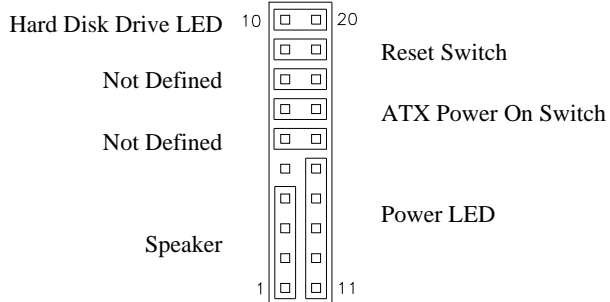 Hard Disk Drive LED 10 20
Reset Switch
Not Defined
ATX Power On Switch
Not Defined
Power LED
Speaker
1 11